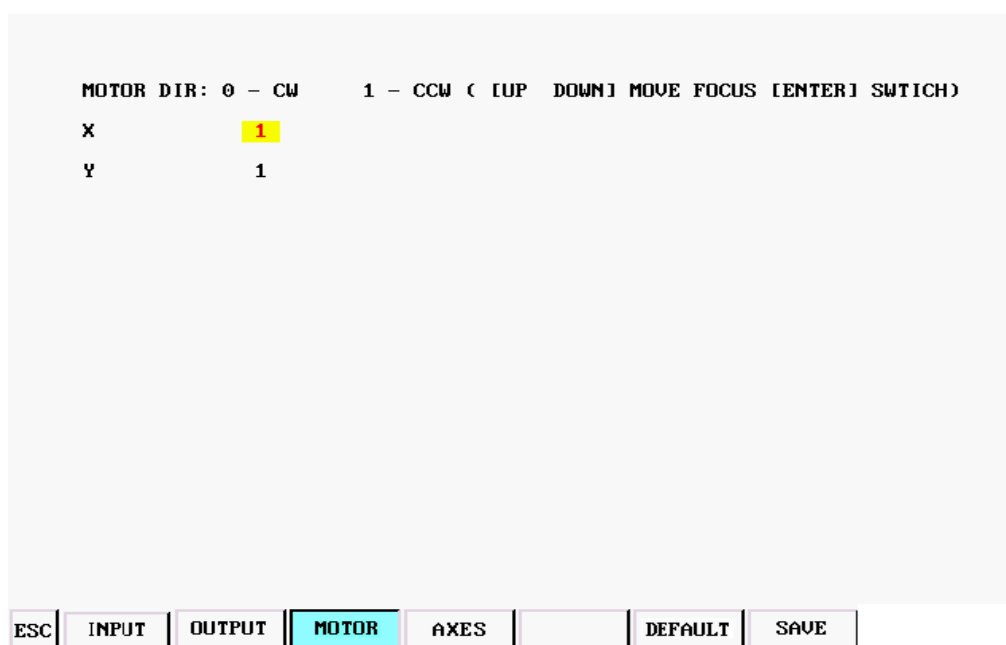 MOTOR DIR: 0 - CW 1 - CCW ( [UP DOWN] MOVE FOCUS [ENTER] SWTICH)
X 1
Y 1
ESC INPUT OUTPUT MOTOR AXES DEFAULT SAVE